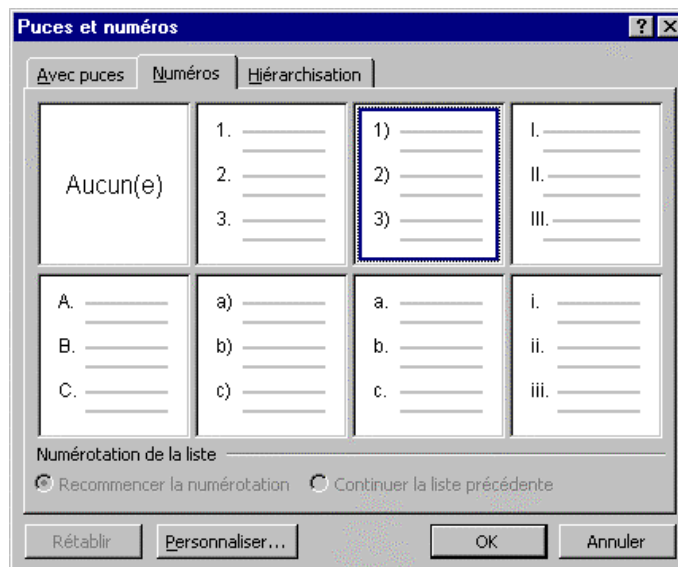 Puces et numéros
Avec puces Numéros Hiérarchisation
Aucun(e)
1.
2.
3.
1)
2)
3)
I.
II.
III.
A.
B.
C.
a)
b)
c)
a.
b.
c.
i.
ii.
iii.
Numérotation de la liste
Recommencer la numérotation Continuer la liste précédente
Rétablir Personnaliser... OK Annuler